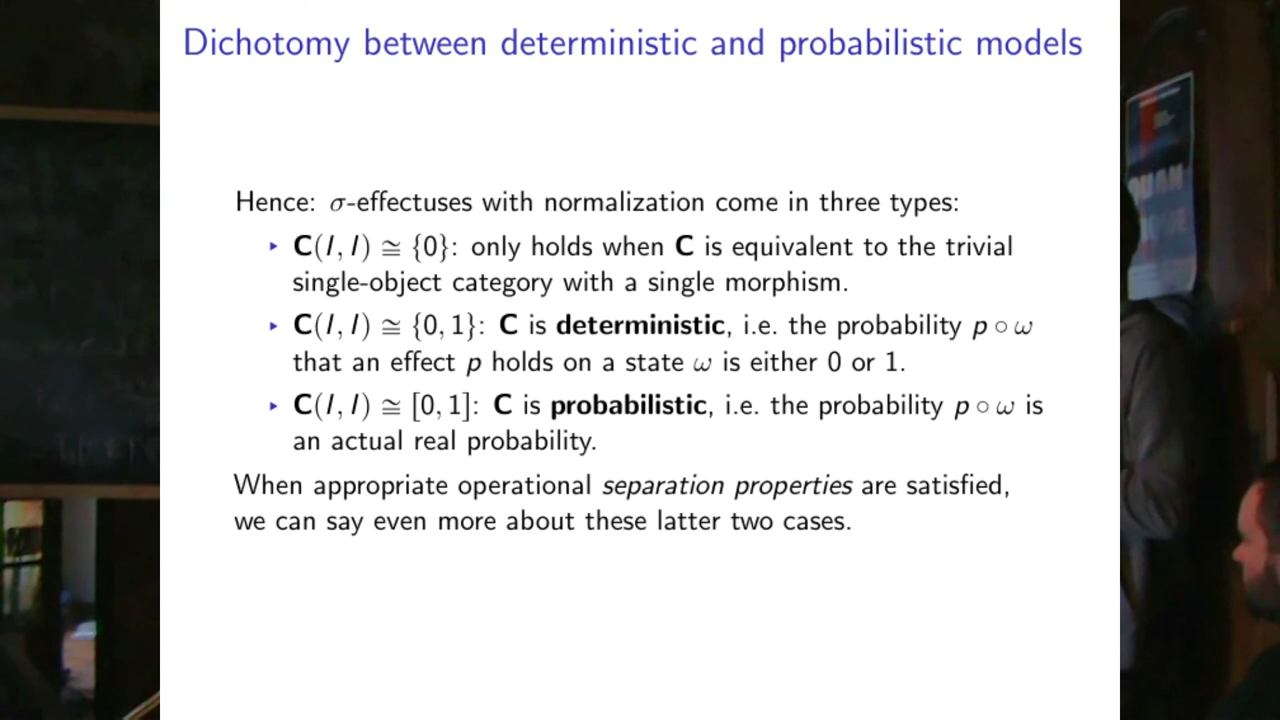 Dichotomy between deterministic and probabilistic models
Hence: σ-effectuses with normalization come in three types:
‣ C(I, I) ≅ {0}: only holds when C is equivalent to the trivial
single-object category with a single morphism.
‣ C(I, I) ≅ {0, 1}: C is deterministic, i.e. the probability p ∘ ω
that an effect p holds on a state ω is either 0 or 1.
‣ C(I, I) ≅ [0, 1]: C is probabilistic, i.e. the probability p ∘ ω is
an actual real probability.
When appropriate operational separation properties are satisfied,
we can say even more about these latter two cases.